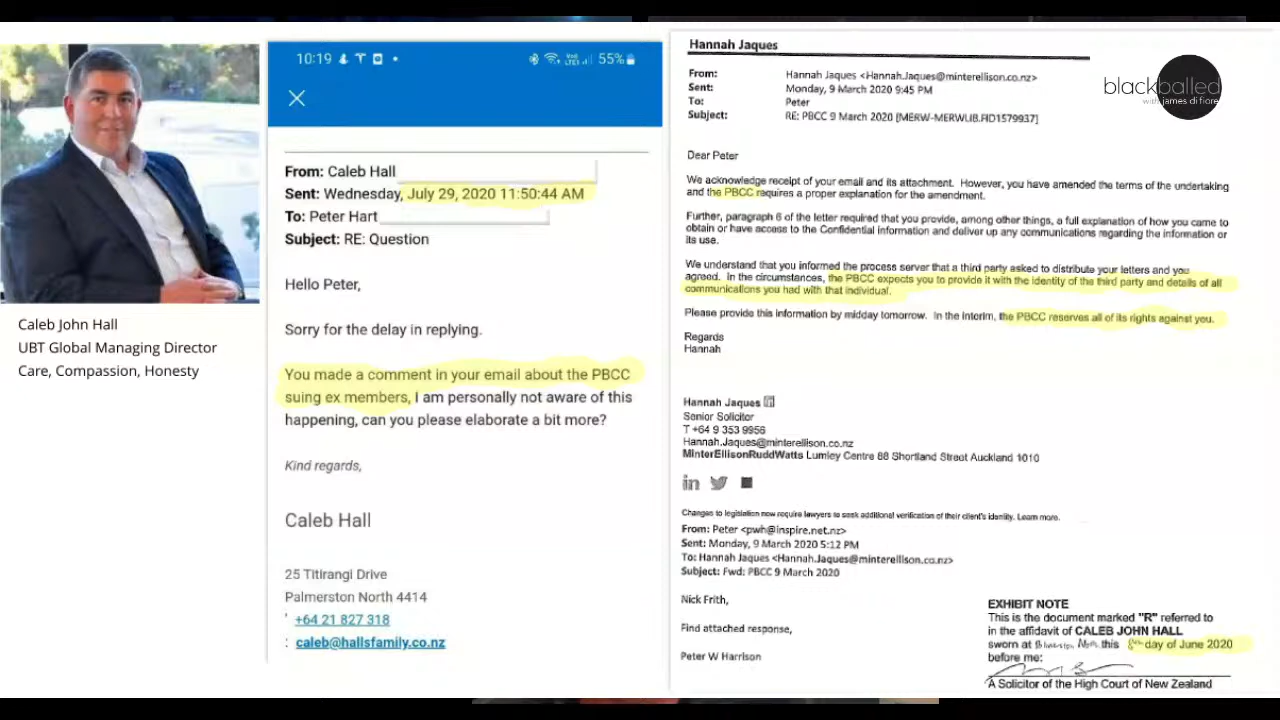 Caleb John Hall
UBT Global Managing Director
Care, Compassion, Honesty
10:19
55%
From: Caleb Hall
Sent: Wednesday, July 29, 2020 11:50:44 AM
To: Peter Hart
Subject: RE: Question
Hello Peter,
Sorry for the delay in replying.
You made a comment in your email about the PBCC
suing ex members, I am personally not aware of this
happening, can you please elaborate a bit more?
Kind regards,
Caleb Hall
25 Titirangi Drive
Palmerston North 4414
' +64 21 827 318
: caleb@hallsfamily.co.nz
Hannah Jaques
From: Hannah Jaques <Hannah.Jaques@minterellison.co.nz>
Sent: Monday, 9 March 2020 9:45 PM
To: Peter
Subject: RE: PBCC 9 March 2020 [MERW-MERWLIB.FID1579937]
blackballed
with james di fiore
Dear Peter
We acknowledge receipt of your email and its attachment. However, you have amended the terms of the undertaking
and the PBCC requires a proper explanation for the amendment.
Further, paragraph 6 of the letter required that you provide, among other things, a full explanation of how you came to
obtain or have access to the Confidential information and deliver up any communications regarding the information or
its use.
We understand that you informed the process server that a third party asked to distribute your letters and you
agreed. In the circumstances, the PBCC expects you to provide it with the identity of the third party and details of all
communications you had with that individual.
Please provide this information by midday tomorrow. In the interim, the PBCC reserves all of its rights against you.
Regards
Hannah
Hannah Jaques
Senior Solicitor
T +64 9 353 9956
Hannah.Jaques@minterellison.co.nz
MinterEllisonRuddWatts Lumley Centre 88 Shortland Street Auckland 1010
in
Changes to legislation now require lawyers to seek additional verification of their client's identity. Learn more.
From: Peter <pwh@inspire.net.nz>
Sent: Monday, 9 March 2020 5:12 PM
To: Hannah Jaques <Hannah.Jaques@minterellison.co.nz>
Subject: Fwd: PBCC 9 March 2020
Nick Frith,
Find attached response,
Peter W Harrison
EXHIBIT NOTE
This is the document marked "R" referred to
in the affidavit of CALEB JOHN HALL
sworn at this day of June 2020
before me:
A Solicitor of the High Court of New Zealand